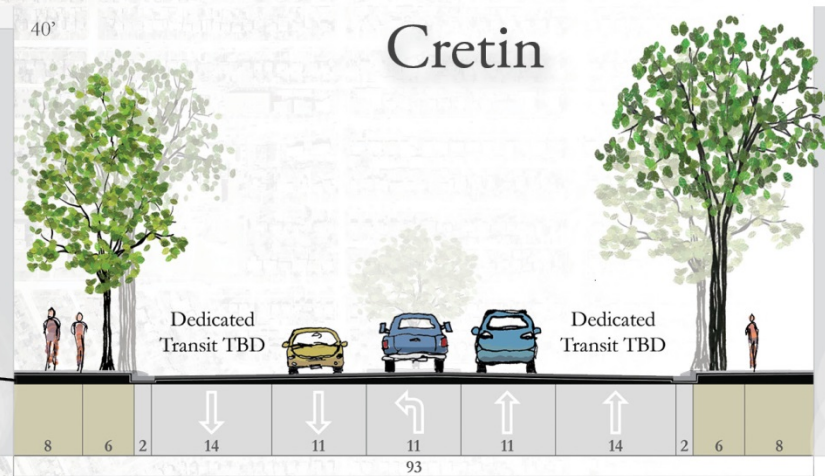 40’
Cretin
Dedicated
Transit TBD
Dedicated
Transit TBD
8 6 2 14 11 11 11 14 2 6 8
93